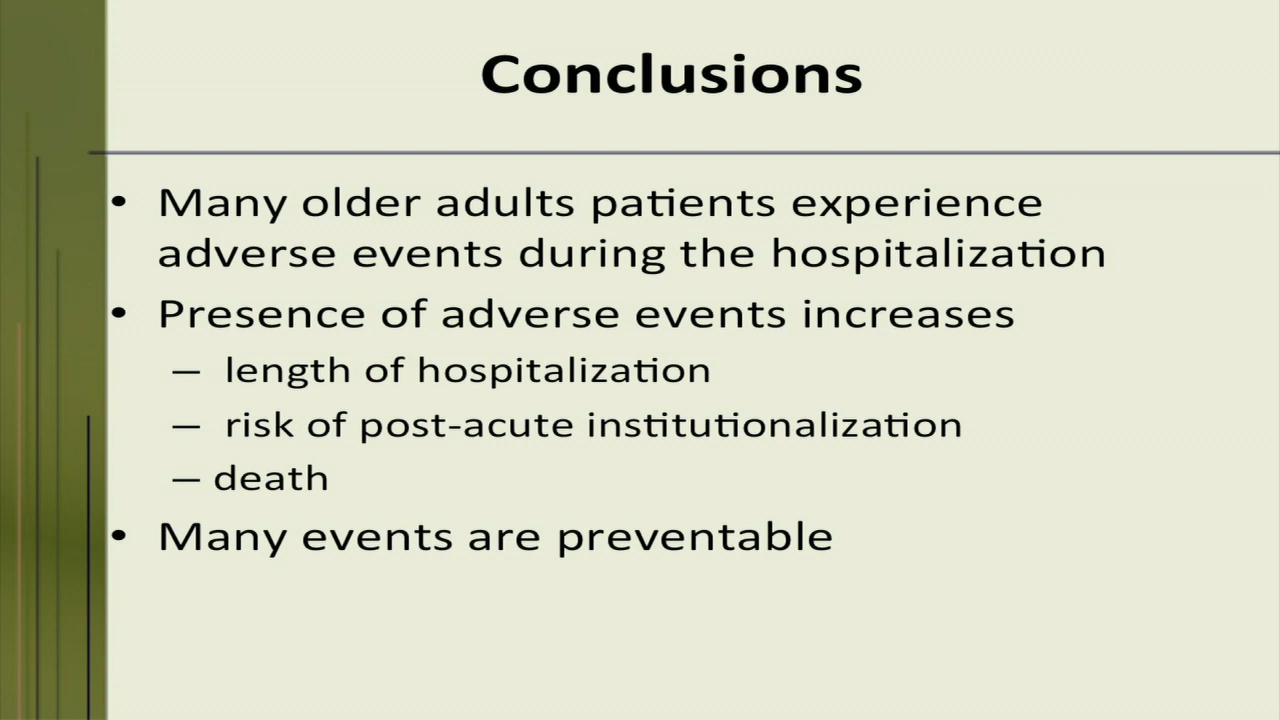 Conclusions
• Many older adults patients experience
adverse events during the hospitalization
• Presence of adverse events increases
– length of hospitalization
– risk of post-acute institutionalization
– death
• Many events are preventable